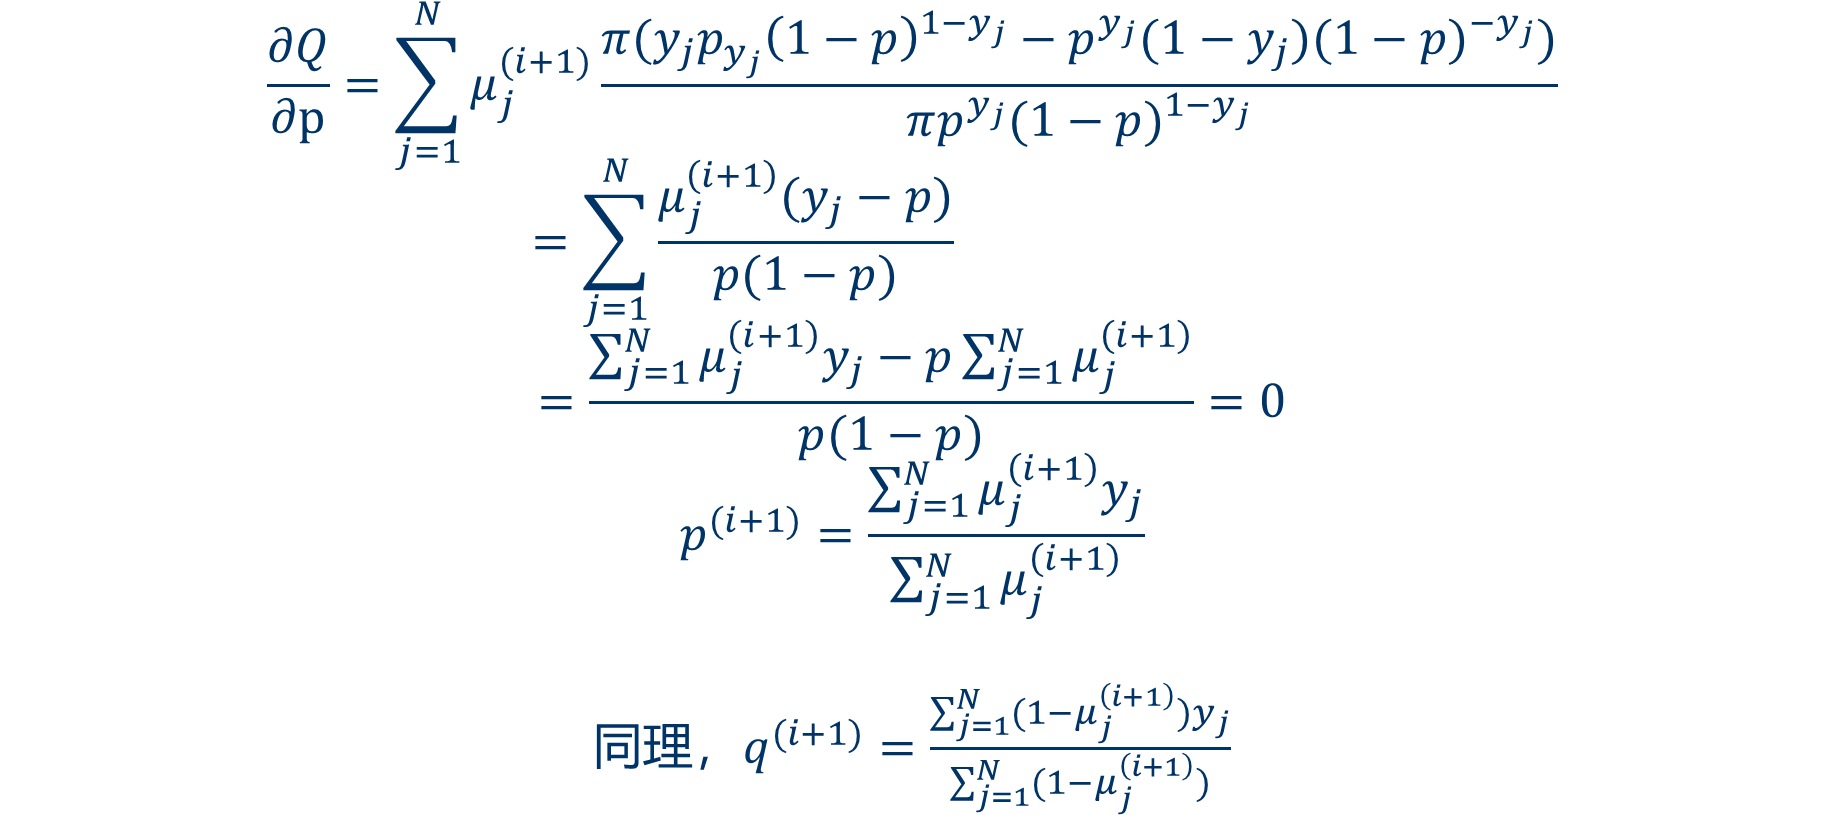 ∂Q/∂p = ∑_{j=1}^{N} μ_j^{(i+1)} π(y_j p_{y_j}(1 − p)^{1−y_j} − p^{y_j}(1 − y_j)(1 − p)^{−y_j}) / πp^{y_j}(1 − p)^{1−y_j}
= ∑_{j=1}^{N} μ_j^{(i+1)}(y_j − p) / p(1 − p)
= ∑_{j=1}^{N} μ_j^{(i+1)} y_j − p ∑_{j=1}^{N} μ_j^{(i+1)} / p(1 − p) = 0
p^{(i+1)} = ∑_{j=1}^{N} μ_j^{(i+1)} y_j / ∑_{j=1}^{N} μ_j^{(i+1)}
同理，q^{(i+1)} = ∑_{j=1}^{N}(1−μ_j^{(i+1)})y_j / ∑_{j=1}^{N}(1−μ_j^{(i+1)})